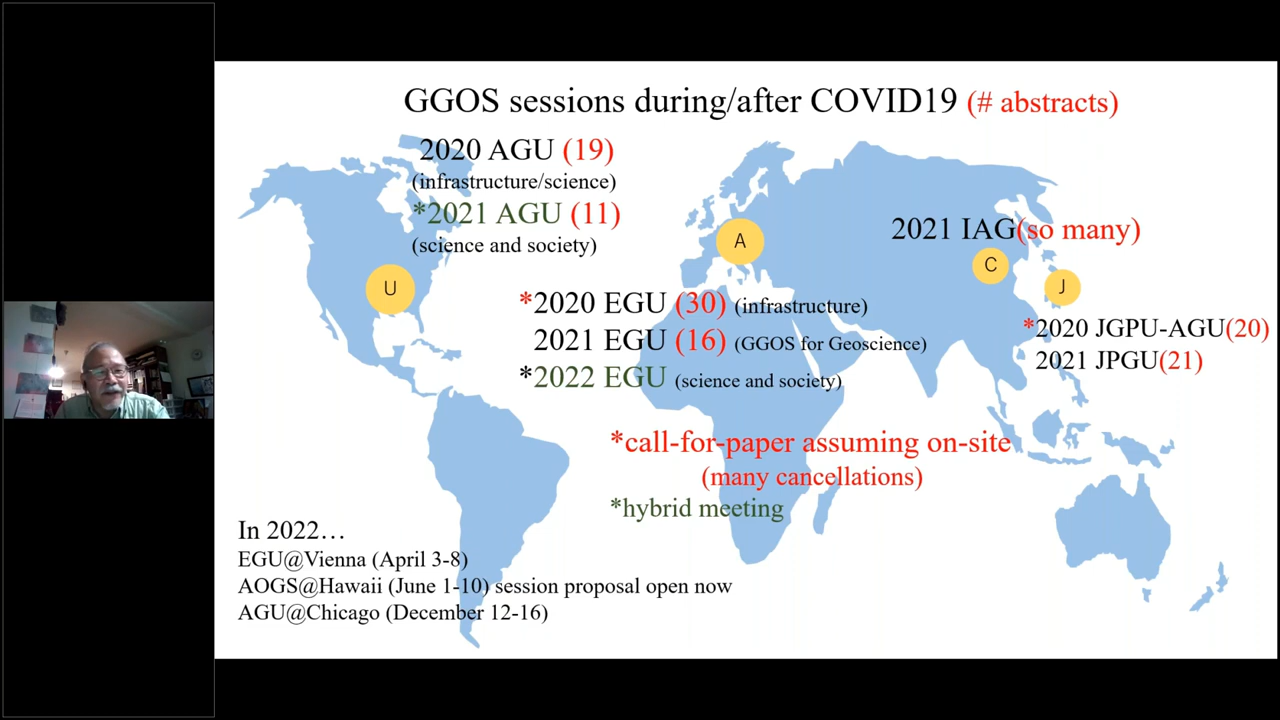 GGOS sessions during/after COVID19 (# abstracts)
2020 AGU (19)
(infrastructure/science)
*2021 AGU (11)
(science and society)
U
A
2021 IAG(so many)
C
J
*2020 EGU (30) (infrastructure)
2021 EGU (16) (GGOS for Geoscience)
*2022 EGU (science and society)
*2020 JGPU-AGU(20)
2021 JPGU(21)
*call-for-paper assuming on-site
(many cancellations)
*hybrid meeting
In 2022…
EGU@Vienna (April 3-8)
AOGS@Hawaii (June 1-10) session proposal open now
AGU@Chicago (December 12-16)